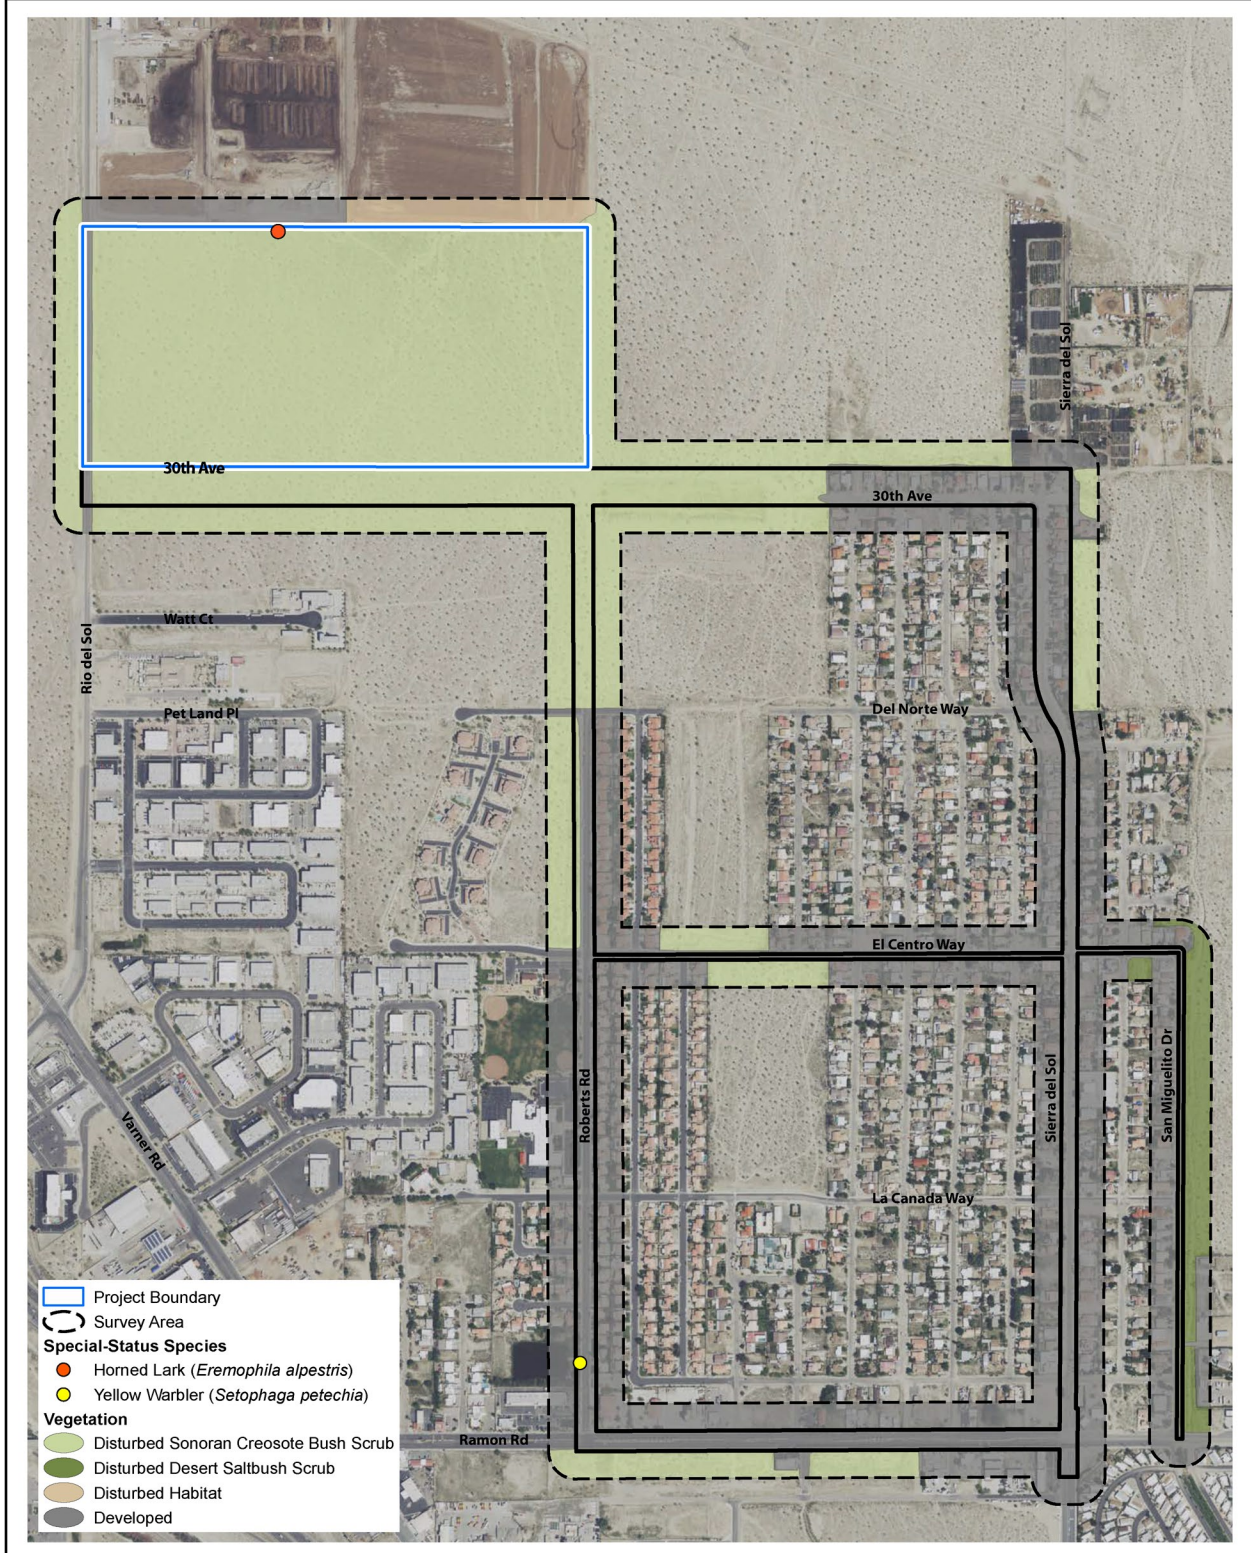 Sierra del Sol
30th Ave
30th Ave
Watt Ct
Rio del Sol
Pet Land Pl
Del Norte Way
El Centro Way
Roberts Rd
Sierra del Sol
San Miguelito Dr
Varner Rd
La Canada Way
Ramon Rd
Project Boundary
Survey Area
Special-Status Species
Horned Lark (Eremophila alpestris)
Yellow Warbler (Setophaga petechia)
Vegetation
Disturbed Sonoran Creosote Bush Scrub
Disturbed Desert Saltbush Scrub
Disturbed Habitat
Developed